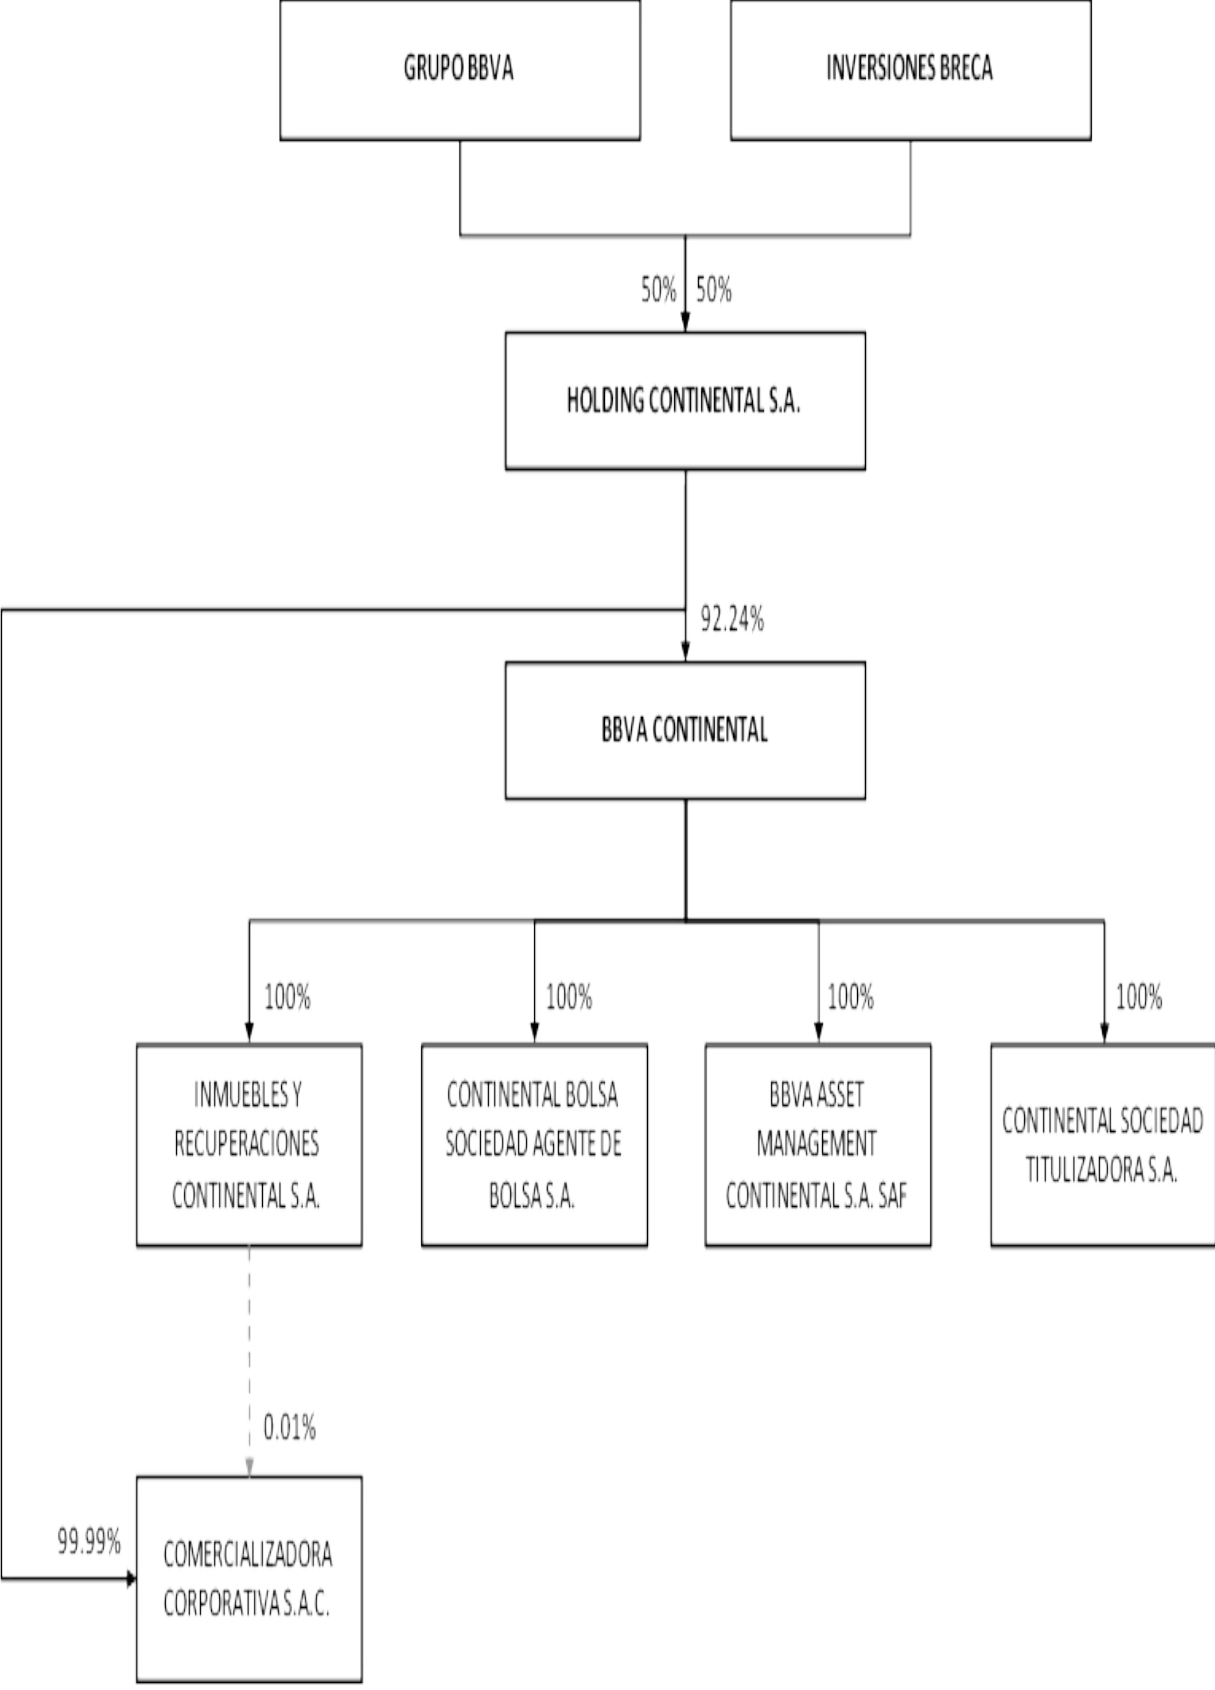 GRUPO BBVA
INVERSIONES BRECA
50%
50%
HOLDING CONTINENTAL S.A.
92.24%
BBVA CONTINENTAL
100%
100%
100%
100%
INMUEBLES Y
RECUPERACIONES
CONTINENTAL S.A.
CONTINENTAL BOLSA
SOCIEDAD AGENTE DE
BOLSA S.A.
BBVA ASSET
MANAGEMENT
CONTINENTAL S.A. SAF
CONTINENTAL SOCIEDAD
TITULIZADORA S.A.
0.01%
99.99%
COMERCIALIZADORA
CORPORATIVA S.A.C.